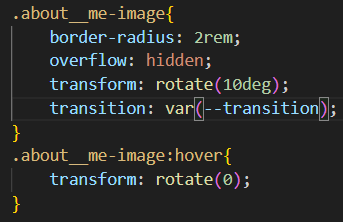 .about__me-image{
    border-radius: 2rem;
    overflow: hidden;
    transform: rotate(10deg);
    transition: var(--transition);
}
.about__me-image:hover{
    transform: rotate(0);
}